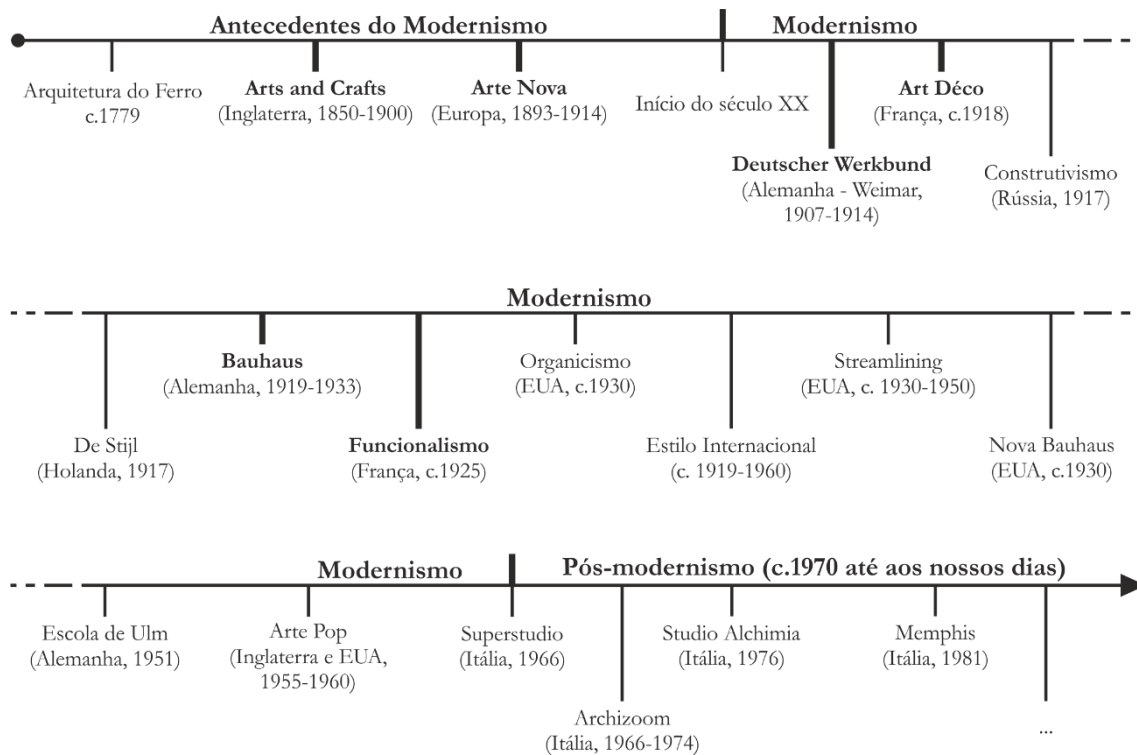 Antecedentes do Modernismo
Modernismo
Arquitetura do Ferro
c.1779
Arts and Crafts
(Inglaterra, 1850-1900)
Arte Nova
(Europa, 1893-1914)
Início do século XX
Deutscher Werkbund
(Alemanha - Weimar,
1907-1914)
Art Déco
(França, c.1918)
Construtivismo
(Rússia, 1917)
Modernismo
De Stijl
(Holanda, 1917)
Bauhaus
(Alemanha, 1919-1933)
Funcionalismo
(França, c.1925)
Organicismo
(EUA, c.1930)
Estilo Internacional
(c. 1919-1960)
Streamlining
(EUA, c. 1930-1950)
Nova Bauhaus
(EUA, c.1930)
Modernismo
Pós-modernismo (c.1970 até aos nossos dias)
Escola de Ulm
(Alemanha, 1951)
Arte Pop
(Inglaterra e EUA,
1955-1960)
Superstudio
(Itália, 1966)
Archizoom
(Itália, 1966-1974)
Studio Alchimia
(Itália, 1976)
Memphis
(Itália, 1981)
...